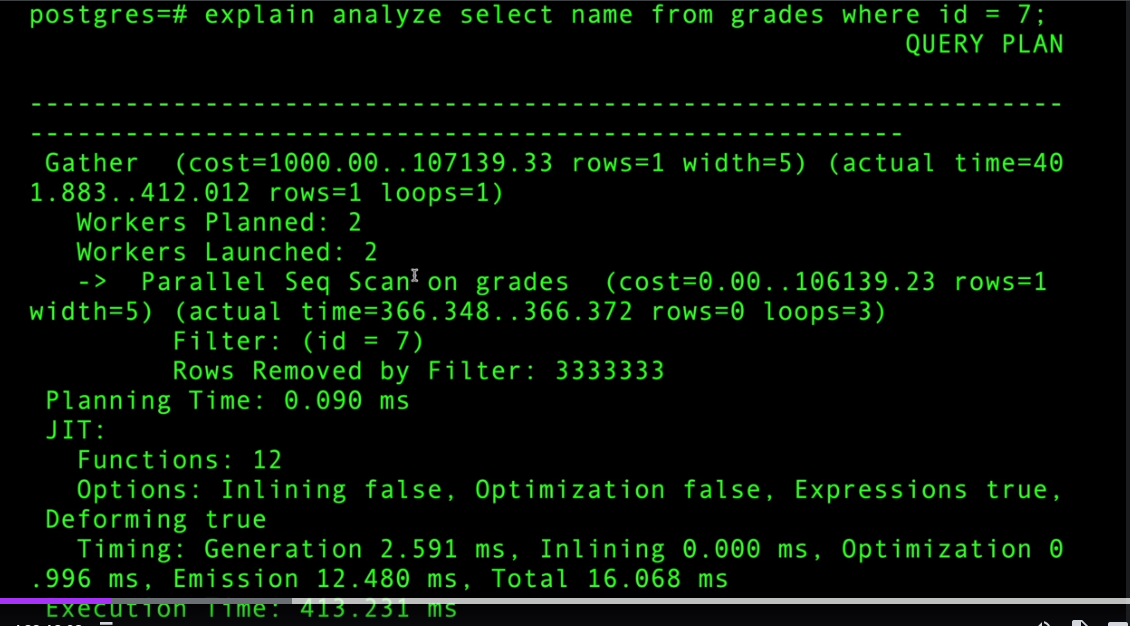 postgres=# explain analyze select name from grades where id = 7;
QUERY PLAN
-----------------------------------------------------------------
-------------------------------------------------------
Gather  (cost=1000.00..107139.33 rows=1 width=5) (actual time=40
1.883..412.012 rows=1 loops=1)
Workers Planned: 2
Workers Launched: 2
->  Parallel Seq Scan on grades  (cost=0.00..106139.23 rows=1
width=5) (actual time=366.348..366.372 rows=0 loops=3)
Filter: (id = 7)
Rows Removed by Filter: 3333333
Planning Time: 0.090 ms
JIT:
Functions: 12
Options: Inlining false, Optimization false, Expressions true,
Deforming true
Timing: Generation 2.591 ms, Inlining 0.000 ms, Optimization 0
.996 ms, Emission 12.480 ms, Total 16.068 ms
Execution Time: 413.231 ms